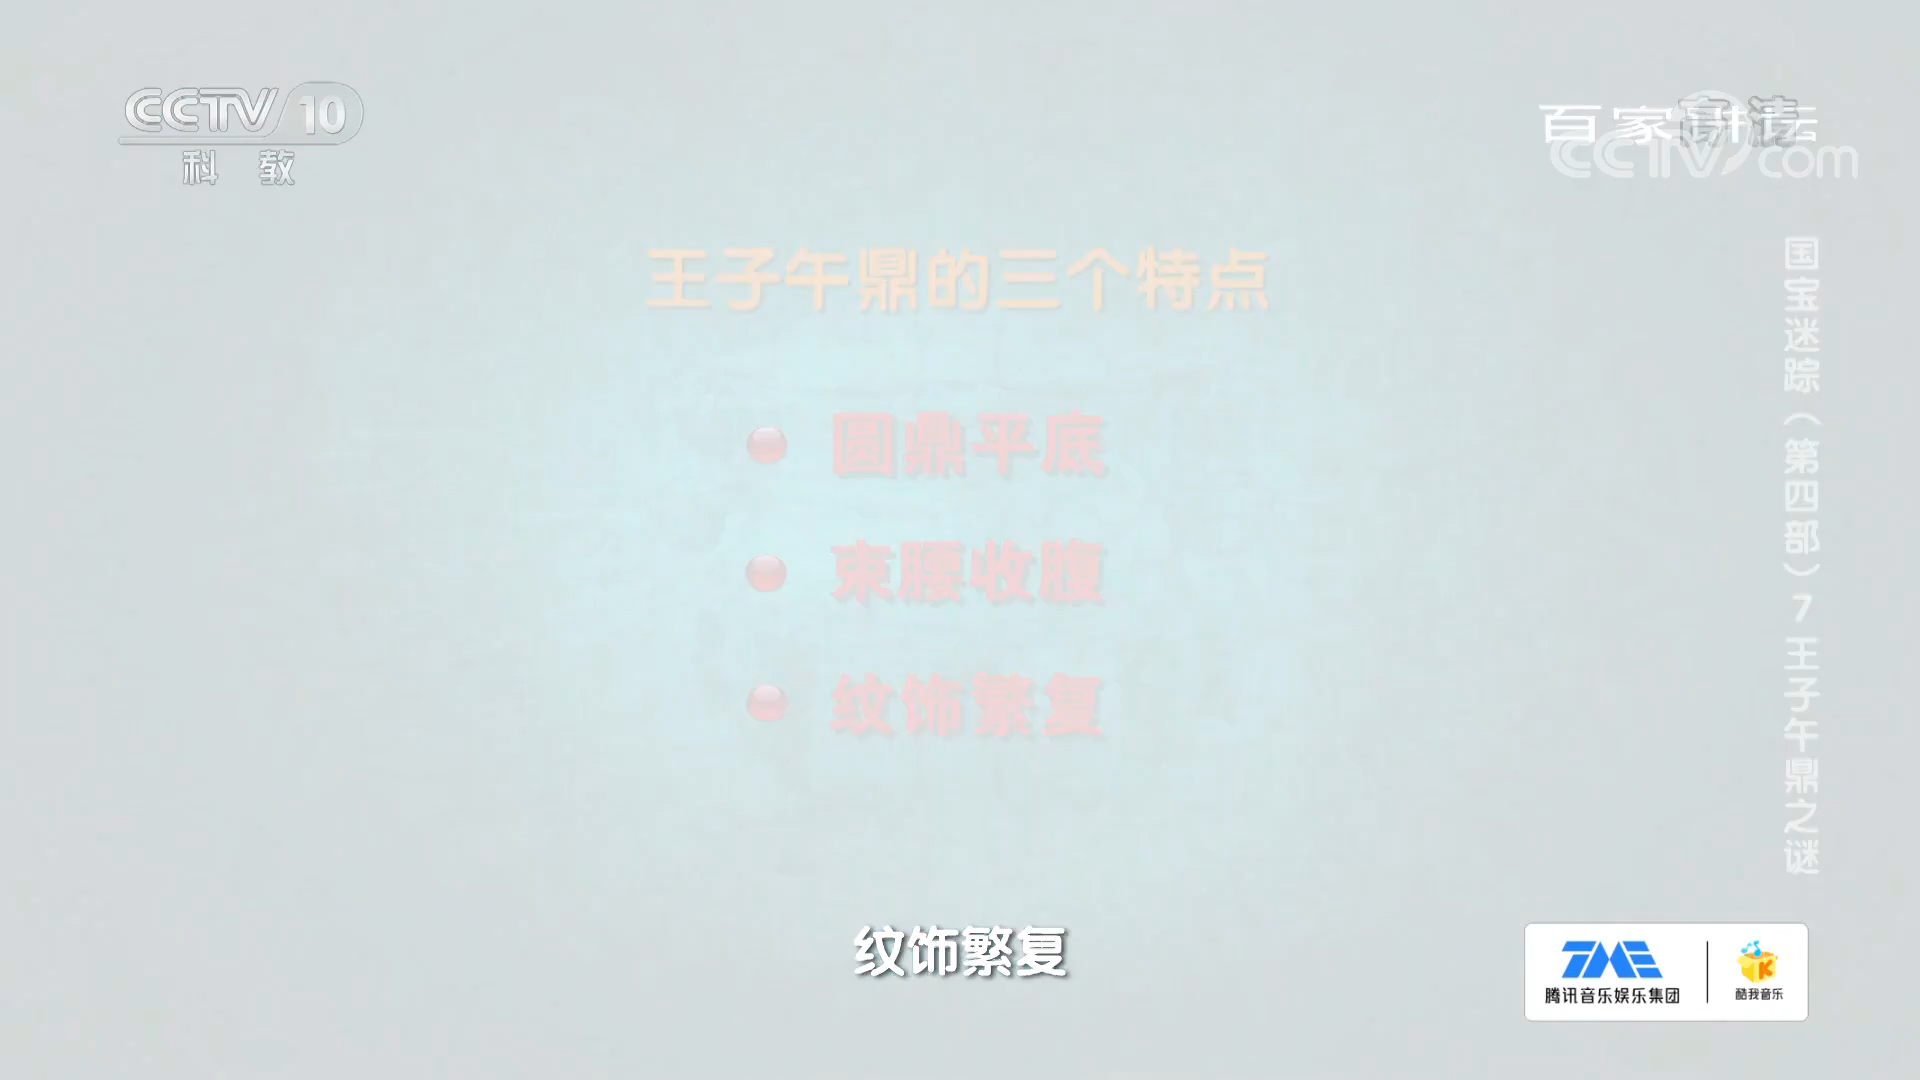 CCTV 10
科 教
百家讲坛
高清
CCTV com
王子午鼎的三个特点
圆鼎平底
束腰收腹
纹饰繁复
国宝迷踪（第四部）7 王子午鼎之谜
纹饰繁复
TME
腾讯音乐娱乐集团
K
酷我音乐